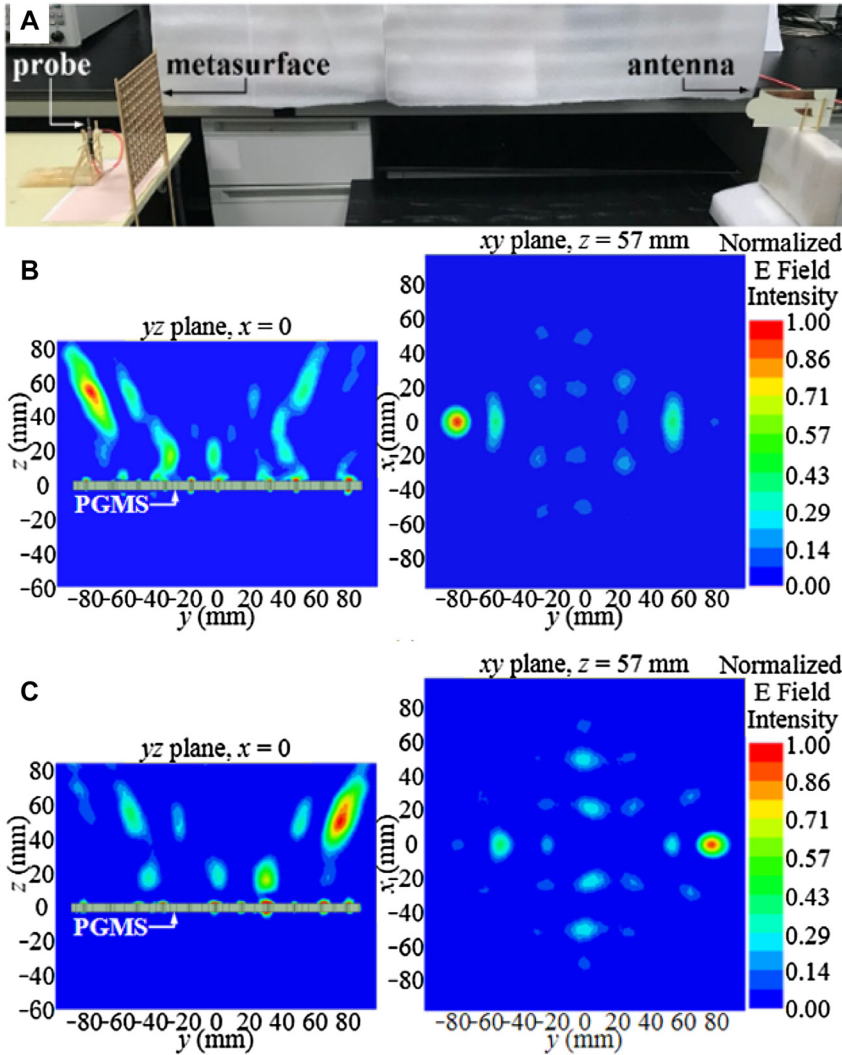 A
probe
metasurface
antenna
B
yz plane, x = 0
z (mm)
80
60
40
20
0
−20
−40
−60
PGMS
−80 −60 −40 −20 0 20 40 60 80
y (mm)
xy plane, z = 57 mm
x (mm)
80
60
40
20
0
−20
−40
−60
−80
−80 −60 −40 −20 0 20 40 60 80
y (mm)
Normalized
E Field
Intensity
1.00
0.86
0.71
0.57
0.43
0.29
0.14
0.00
C
yz plane, x = 0
z (mm)
80
60
40
20
0
−20
−40
−60
PGMS
−80 −60 −40 −20 0 20 40 60 80
y (mm)
xy plane, z = 57 mm
x (mm)
80
60
40
20
0
−20
−40
−60
−80
−80 −60 −40 −20 0 20 40 60 80
y (mm)
Normalized
E Field
Intensity
1.00
0.86
0.71
0.57
0.43
0.29
0.14
0.00